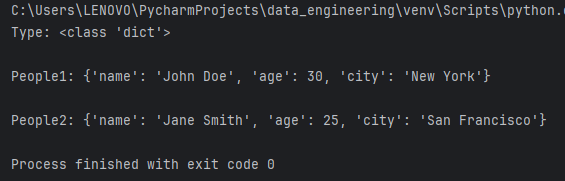 C:\Users\LENOVO\PycharmProjects\data_engineering\venv\Scripts\python.
Type: <class 'dict'>
People1: {'name': 'John Doe', 'age': 30, 'city': 'New York'}
People2: {'name': 'Jane Smith', 'age': 25, 'city': 'San Francisco'}
Process finished with exit code 0